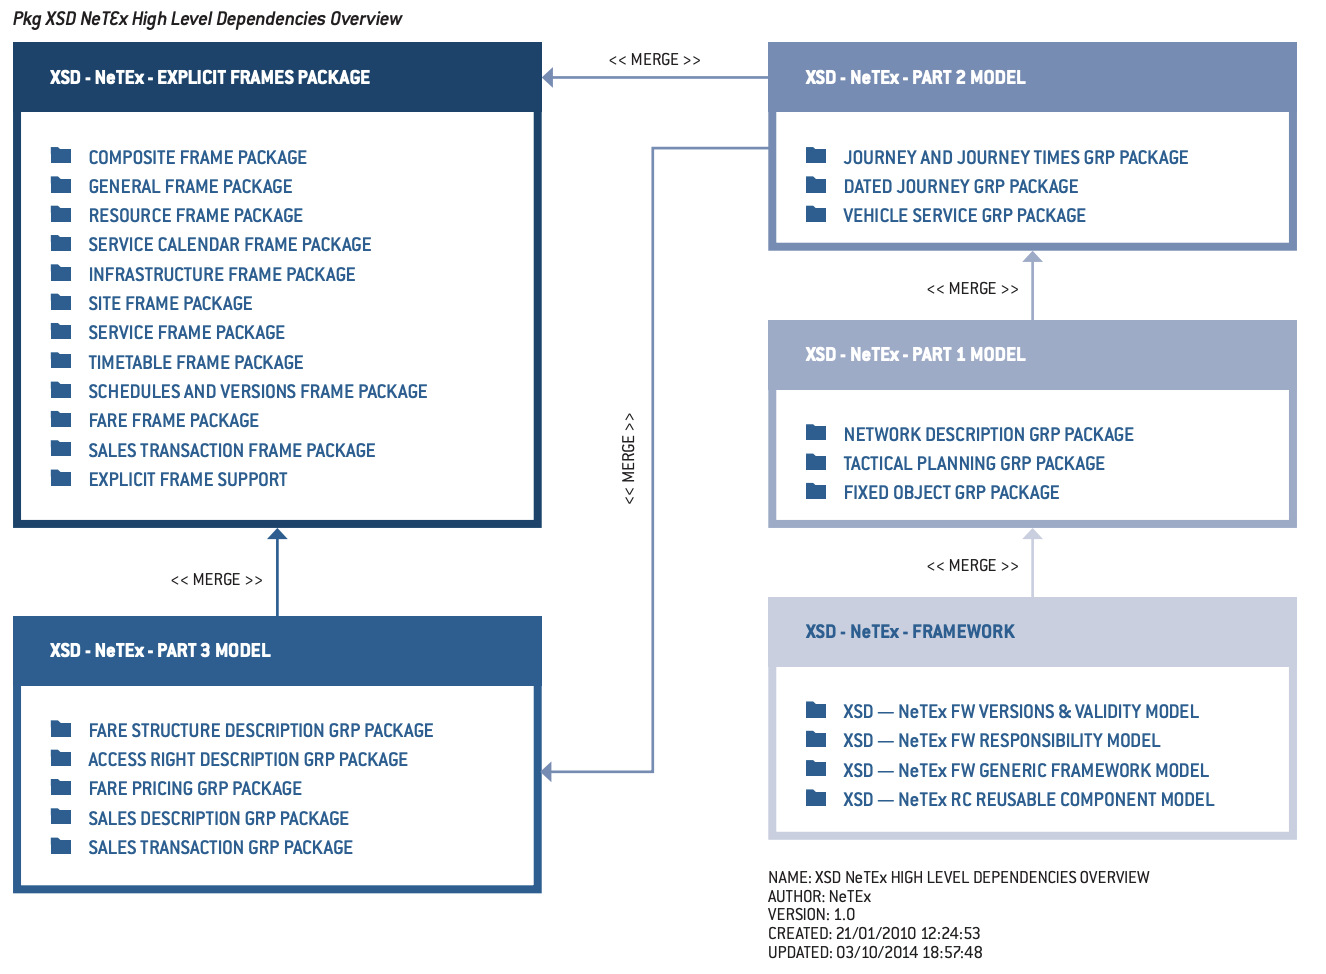 Pkg XSD NeTEx High Level Dependencies Overview
XSD - NeTEx - EXPLICIT FRAMES PACKAGE
COMPOSITE FRAME PACKAGE
GENERAL FRAME PACKAGE
RESOURCE FRAME PACKAGE
SERVICE CALENDAR FRAME PACKAGE
INFRASTRUCTURE FRAME PACKAGE
SITE FRAME PACKAGE
SERVICE FRAME PACKAGE
TIMETABLE FRAME PACKAGE
SCHEDULES AND VERSIONS FRAME PACKAGE
FARE FRAME PACKAGE
SALES TRANSACTION FRAME PACKAGE
EXPLICIT FRAME SUPPORT
<< MERGE >>
XSD - NeTEx - PART 3 MODEL
FARE STRUCTURE DESCRIPTION GRP PACKAGE
ACCESS RIGHT DESCRIPTION GRP PACKAGE
FARE PRICING GRP PACKAGE
SALES DESCRIPTION GRP PACKAGE
SALES TRANSACTION GRP PACKAGE
<< MERGE >>
<< MERGE >>
XSD - NeTEx - PART 2 MODEL
JOURNEY AND JOURNEY TIMES GRP PACKAGE
DATED JOURNEY GRP PACKAGE
VEHICLE SERVICE GRP PACKAGE
<< MERGE >>
XSD - NeTEx - PART 1 MODEL
NETWORK DESCRIPTION GRP PACKAGE
TACTICAL PLANNING GRP PACKAGE
FIXED OBJECT GRP PACKAGE
<< MERGE >>
XSD - NeTEx - FRAMEWORK
XSD — NeTEx FW VERSIONS & VALIDITY MODEL
XSD — NeTEx FW RESPONSIBILITY MODEL
XSD — NeTEx FW GENERIC FRAMEWORK MODEL
XSD — NeTEx RC REUSABLE COMPONENT MODEL
NAME: XSD NeTEx HIGH LEVEL DEPENDENCIES OVERVIEW
AUTHOR: NeTEx
VERSION: 1.0
CREATED: 21/01/2010 12:24:53
UPDATED: 03/10/2014 18:57:48